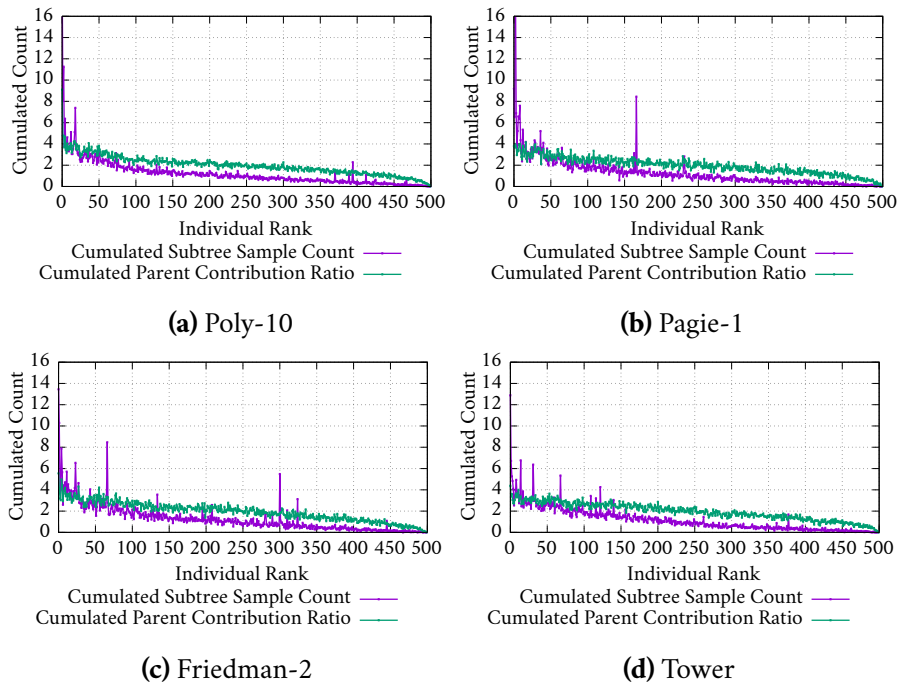 16
14
12
10
8
6
4
2
0
Cumulated Count
0 50 100 150 200 250 300 350 400 450 500
Individual Rank
Cumulated Subtree Sample Count
Cumulated Parent Contribution Ratio
(a) Poly-10
16
14
12
10
8
6
4
2
0
Cumulated Count
0 50 100 150 200 250 300 350 400 450 500
Individual Rank
Cumulated Subtree Sample Count
Cumulated Parent Contribution Ratio
(b) Pagie-1
16
14
12
10
8
6
4
2
0
Cumulated Count
0 50 100 150 200 250 300 350 400 450 500
Individual Rank
Cumulated Subtree Sample Count
Cumulated Parent Contribution Ratio
(c) Friedman-2
16
14
12
10
8
6
4
2
0
Cumulated Count
0 50 100 150 200 250 300 350 400 450 500
Individual Rank
Cumulated Subtree Sample Count
Cumulated Parent Contribution Ratio
(d) Tower